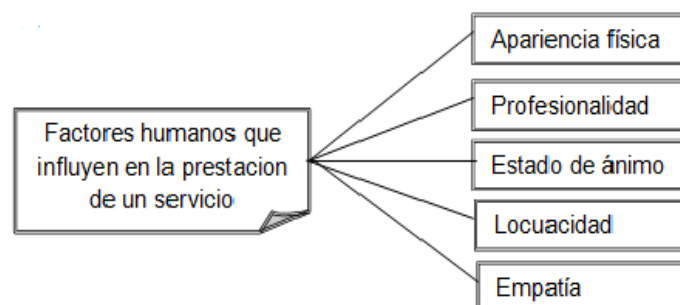 Factores humanos que
influyen en la prestacion
de un servicio
Apariencia física
Profesionalidad
Estado de ánimo
Locuacidad
Empatía